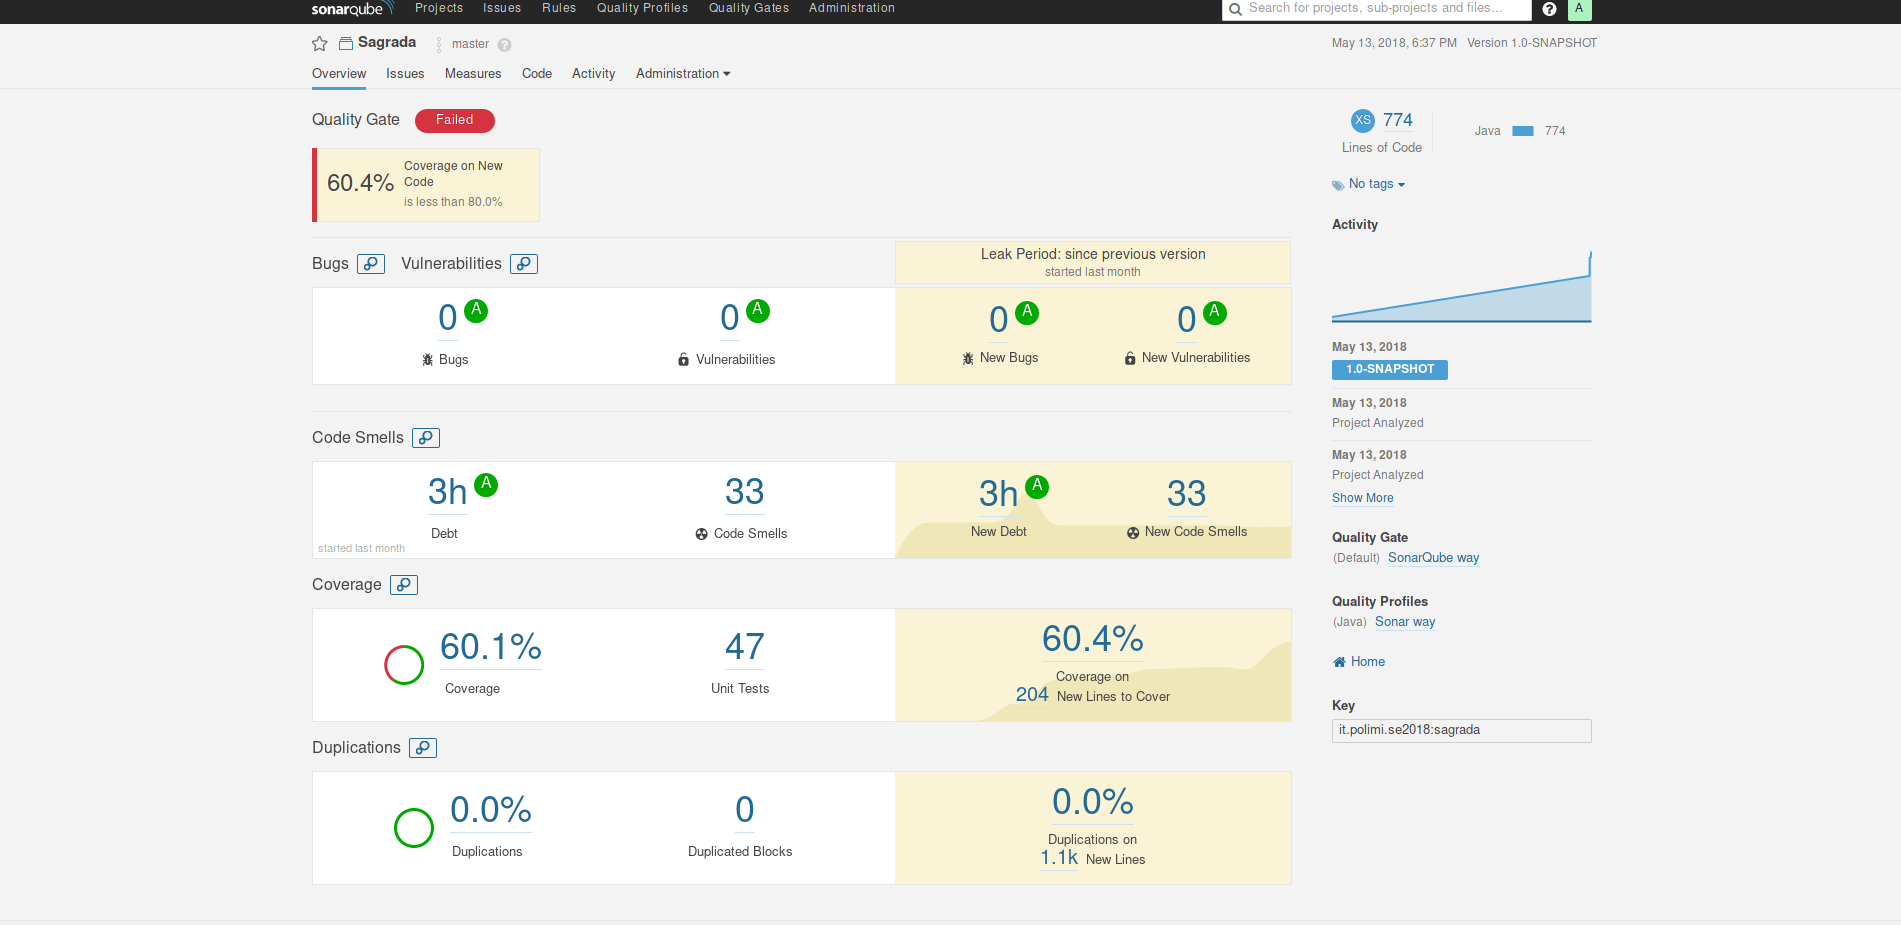 sonarqube Projects Issues Rules Quality Profiles Quality Gates Administration Search for projects, sub-projects and files... ? A
Sagrada master ? May 13, 2018, 6:37 PM Version 1.0-SNAPSHOT
Overview Issues Measures Code Activity Administration
Quality Gate Failed
60.4% Coverage on New
Code
is less than 80.0%
Bugs Vulnerabilities
Leak Period: since previous version
started last month
0 A 0 A 0 A 0 A
Bugs Vulnerabilities New Bugs New Vulnerabilities
Code Smells
3h A 33 3h A 33
Debt Code Smells New Debt New Code Smells
started last month
Coverage
60.1% 47 60.4%
Coverage Unit Tests Coverage on
204 New Lines to Cover
Duplications
0.0% 0 0.0%
Duplications Duplicated Blocks Duplications on
1.1k New Lines
XS 774 Java 774
Lines of Code
No tags
Activity
May 13, 2018
1.0-SNAPSHOT
May 13, 2018
Project Analyzed
May 13, 2018
Project Analyzed
Show More
Quality Gate
(Default) SonarQube way
Quality Profiles
(Java) Sonar way
Home
Key
it.polimi.se2018:sagrada